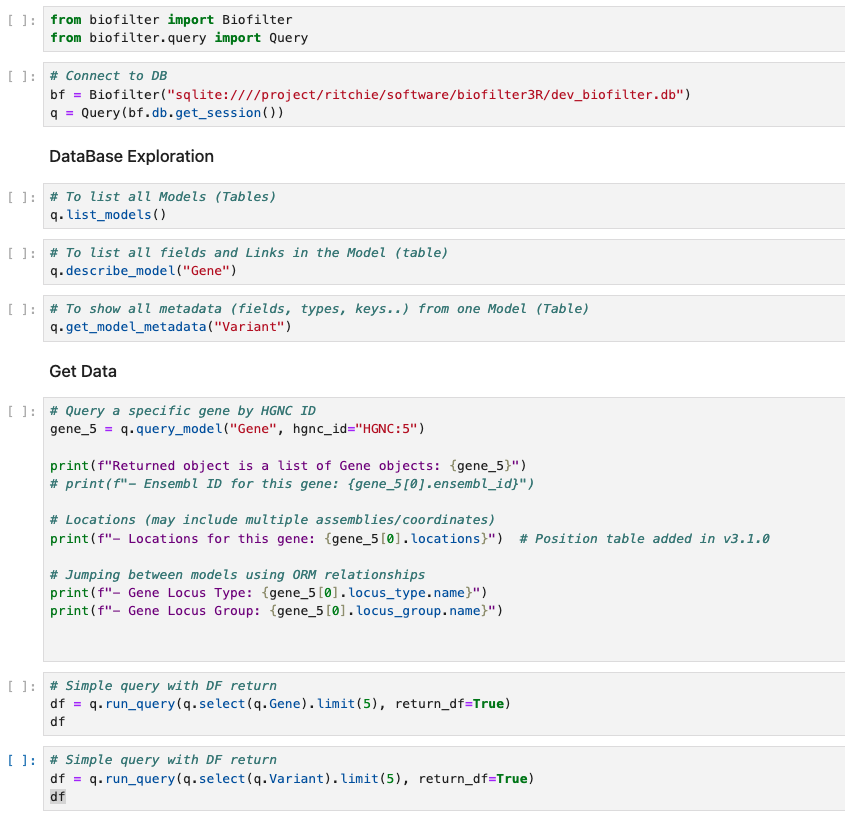 [ ]: from biofilter import Biofilter
from biofilter.query import Query
[ ]: # Connect to DB
bf = Biofilter("sqlite:////project/ritchie/software/biofilter3R/dev_biofilter.db")
q = Query(bf.db.get_session())
DataBase Exploration
[ ]: # To list all Models (Tables)
q.list_models()
[ ]: # To list all fields and Links in the Model (table)
q.describe_model("Gene")
[ ]: # To show all metadata (fields, types, keys..) from one Model (Table)
q.get_model_metadata("Variant")
Get Data
[ ]: # Query a specific gene by HGNC ID
gene_5 = q.query_model("Gene", hgnc_id="HGNC:5")
print(f"Returned object is a list of Gene objects: {gene_5}")
# print(f"- Ensembl ID for this gene: {gene_5[0].ensembl_id}")
# Locations (may include multiple assemblies/coordinates)
print(f"- Locations for this gene: {gene_5[0].locations}")  # Position table added in v3.1.0
# Jumping between models using ORM relationships
print(f"- Gene Locus Type: {gene_5[0].locus_type.name}")
print(f"- Gene Locus Group: {gene_5[0].locus_group.name}")
[ ]: # Simple query with DF return
df = q.run_query(q.select(q.Gene).limit(5), return_df=True)
df
[ ]: # Simple query with DF return
df = q.run_query(q.select(q.Variant).limit(5), return_df=True)
df